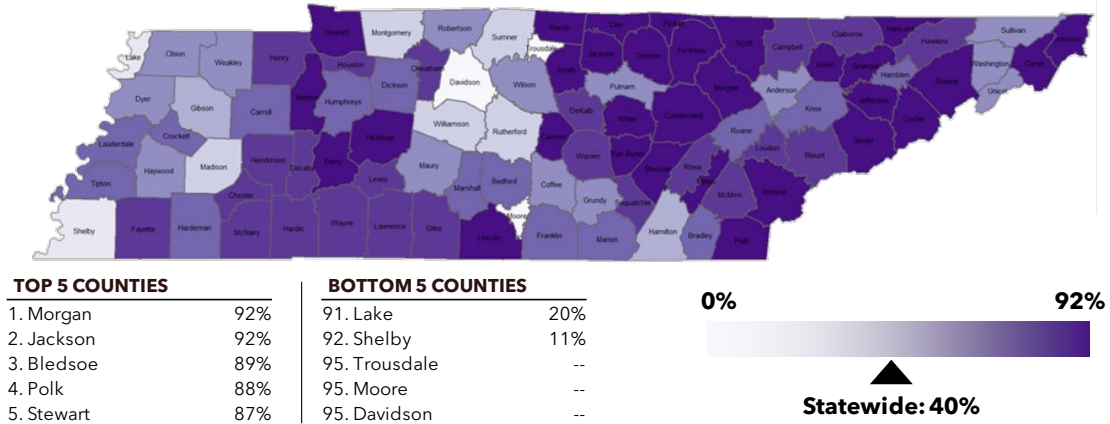 Lake
Obion
Weakley
Henry
Stewart
Montgomery
Robertson
Sumner
Trousdale
Macon
Clay
Pickett
Scott
Campbell
Claiborne
Hancock
Hawkins
Sullivan
Johnson
Dyer
Gibson
Carroll
Benton
Houston
Humphreys
Dickson
Cheatham
Davidson
Wilson
Smith
Jackson
Overton
Fentress
Morgan
Anderson
Union
Grainger
Hamblen
Greene
Washington
Unicoi
Carter
Lauderdale
Crockett
Haywood
Madison
Henderson
Decatur
Perry
Hickman
Williamson
Rutherford
Cannon
DeKalb
Putnam
White
Cumberland
Roane
Knox
Jefferson
Cocke
Sevier
Tipton
Chester
Lewis
Maury
Marshall
Bedford
Coffee
Warren
Van Buren
Bledsoe
Rhea
Meigs
Loudon
Blount
Monroe
McMinn
Shelby
Fayette
Hardeman
McNairy
Hardin
Wayne
Lawrence
Giles
Lincoln
Moore
Franklin
Grundy
Sequatchie
Marion
Hamilton
Bradley
Polk
TOP 5 COUNTIES
1. Morgan 92%
2. Jackson 92%
3. Bledsoe 89%
4. Polk 88%
5. Stewart 87%
BOTTOM 5 COUNTIES
91. Lake 20%
92. Shelby 11%
95. Trousdale --
95. Moore --
95. Davidson --
0% 92%
Statewide: 40%